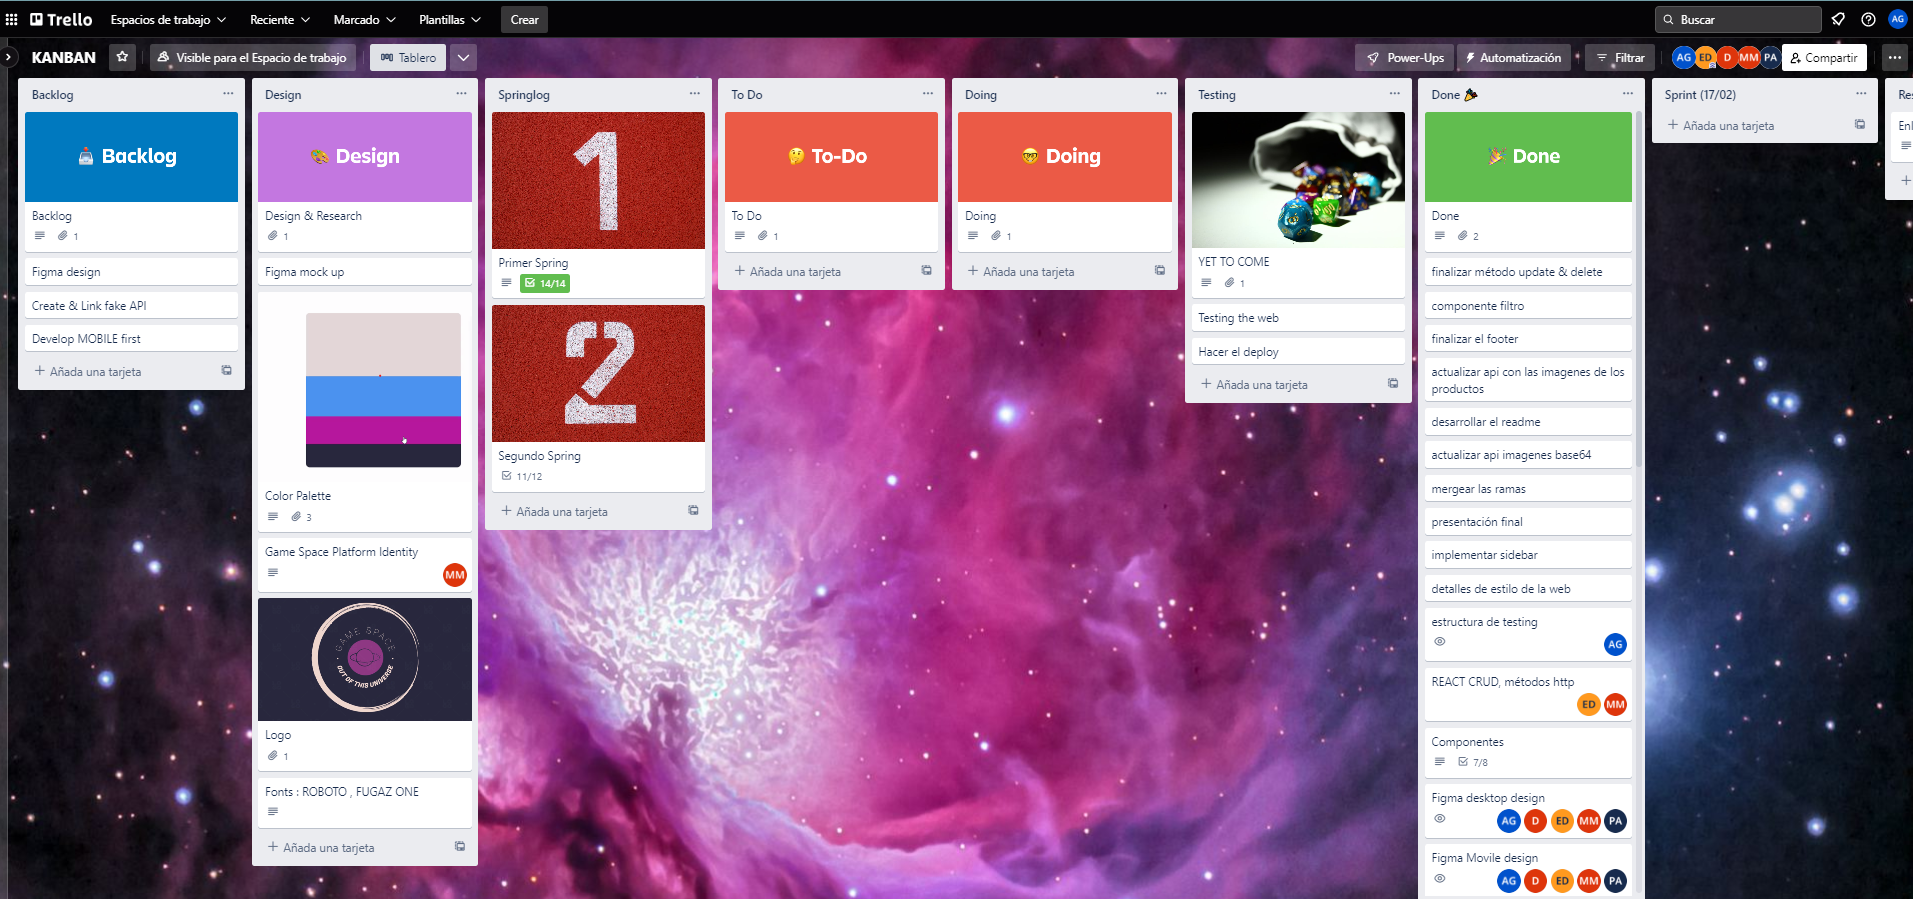 Trello
Espacios de trabajo
Reciente
Marcado
Plantillas
Crear
Buscar
AG
KANBAN
Visible para el Espacio de trabajo
Tablero
Power-Ups
Automatización
Filtrar
AG
ED
D
MM
PA
Compartir
Backlog
Backlog
Backlog
1
Figma design
Create & Link fake API
Develop MOBILE first
Añada una tarjeta
Design
Design
Design & Research
1
Figma mock up
Color Palette
3
Game Space Platform Identity
MM
GAME SPACE
OUT OF THIS UNIVERSE
Logo
1
Fonts : ROBOTO , FUGAZ ONE
Añada una tarjeta
Springlog
1
Primer Spring
14/14
2
Segundo Spring
11/12
Añada una tarjeta
To Do
To-Do
To Do
1
Añada una tarjeta
Doing
Doing
Doing
1
Añada una tarjeta
Testing
YET TO COME
1
Testing the web
Hacer el deploy
Añada una tarjeta
Done
Done
Done
2
finalizar método update & delete
componente filtro
finalizar el footer
actualizar api con las imagenes de los
productos
desarrollar el readme
actualizar api imagenes base64
mergear las ramas
presentación final
implementar sidebar
detalles de estilo de la web
estructura de testing
AG
REACT CRUD, métodos http
ED MM
Componentes
7/8
Figma desktop design
AG D ED MM PA
Figma Movile design
AG D ED MM PA
Sprint (17/02)
Añada una tarjeta
Res
Enl